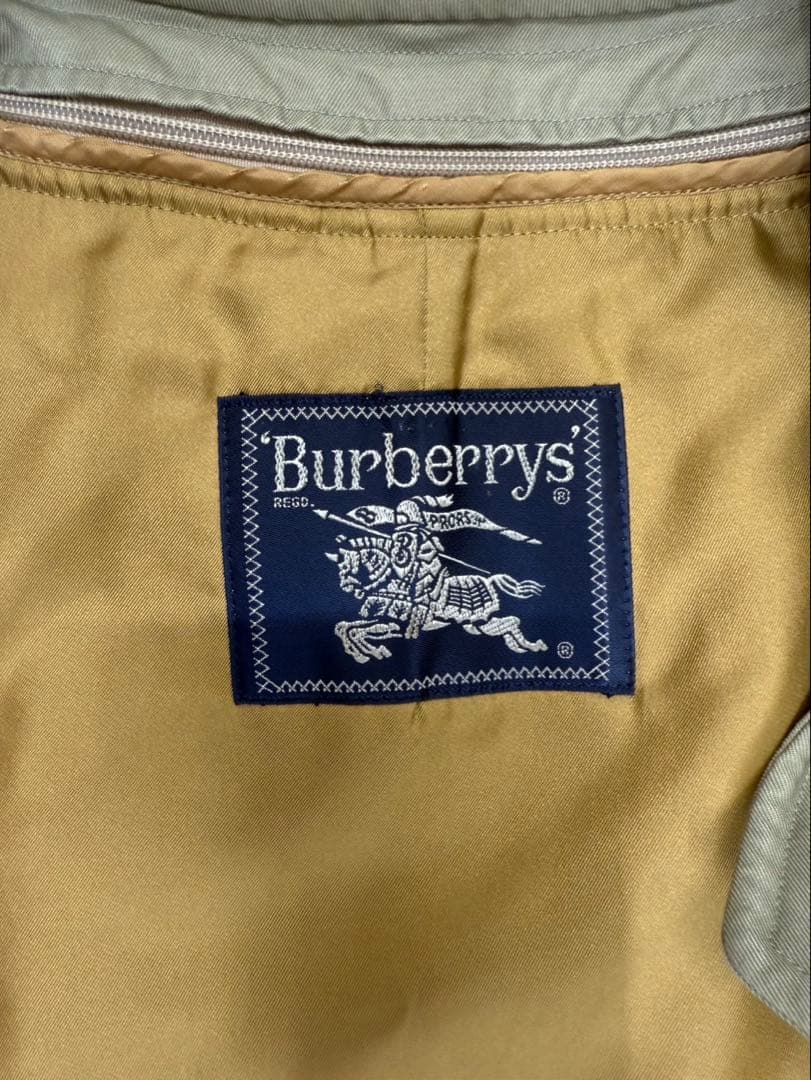 'Burberrys'
®
REGD.
B PRORSUM
B
®